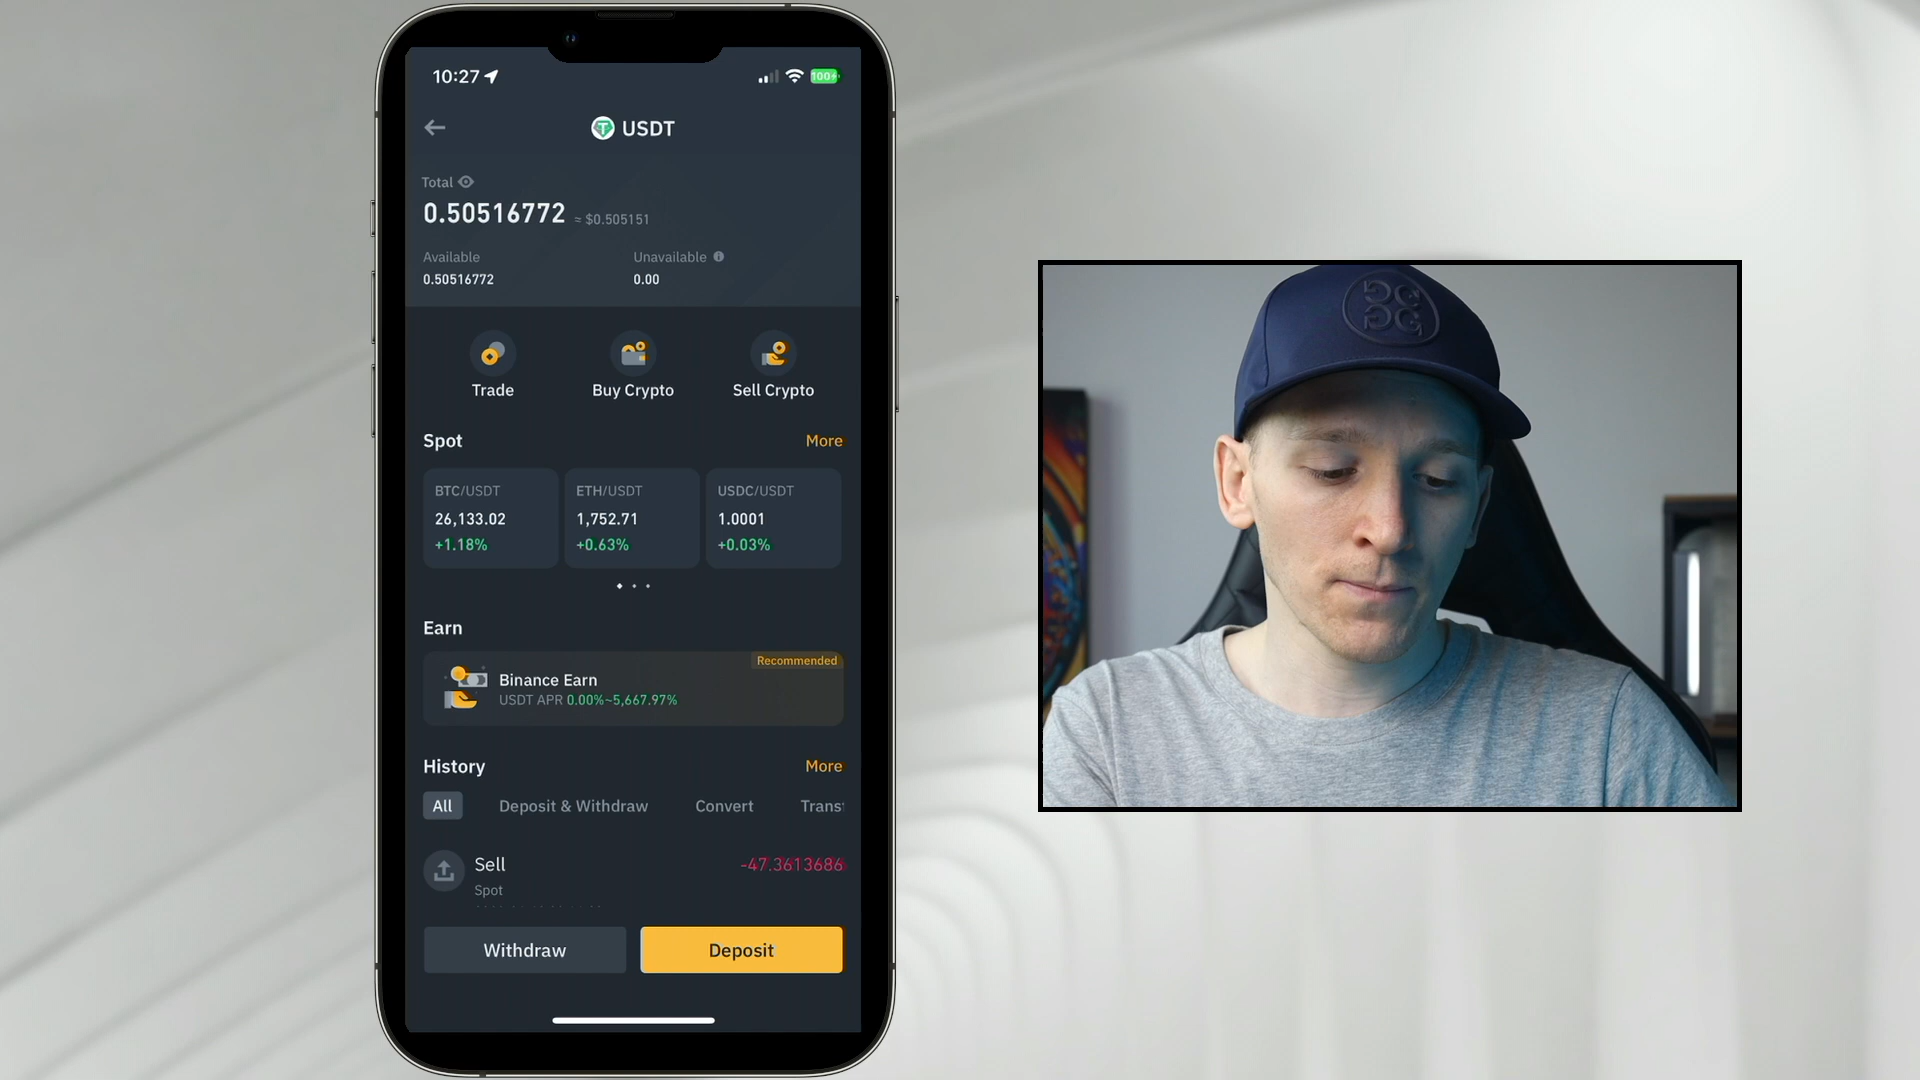 10:27
100
USDT
Total
0.50516772 ≈ $0.505151
Available Unavailable
0.50516772 0.00
Trade Buy Crypto Sell Crypto
Spot More
BTC/USDT ETH/USDT USDC/USDT
26,133.02 1,752.71 1.0001
+1.18% +0.63% +0.03%
Earn
Recommended
Binance Earn
USDT APR 0.00%~5,667.97%
History More
All Deposit & Withdraw Convert Transf
Sell -47.3613686
Spot
Withdraw Deposit